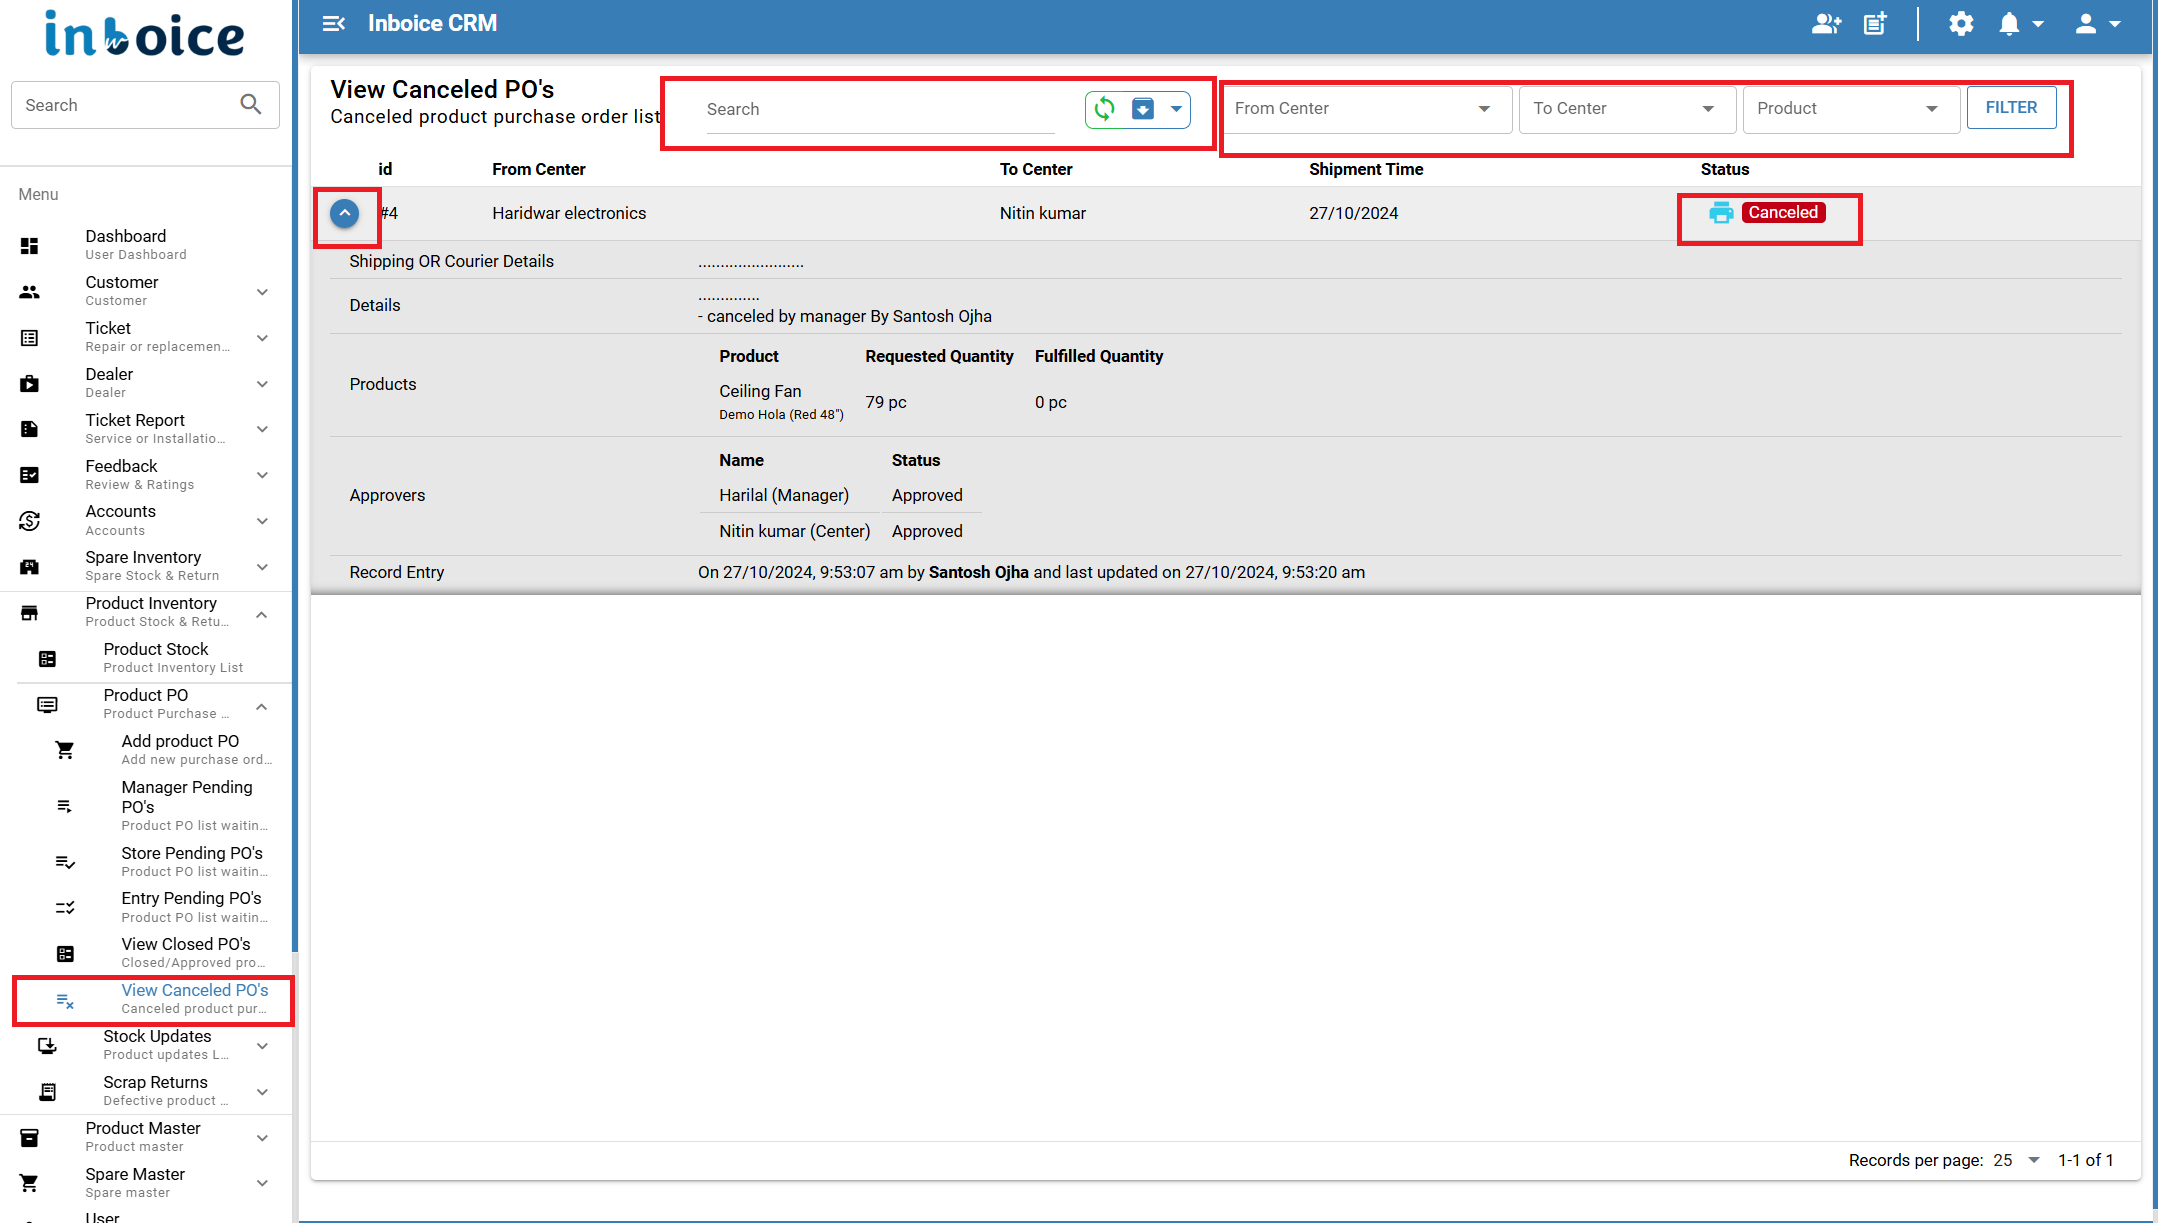 inboice
Search
Menu
Dashboard
User Dashboard
Customer
Customer
Ticket
Repair or replacemen...
Dealer
Dealer
Ticket Report
Service or Installatio...
Feedback
Review & Ratings
Accounts
Accounts
Spare Inventory
Spare Stock & Return
Product Inventory
Product Stock & Retu...
Product Stock
Product Inventory List
Product PO
Product Purchase ...
Add product PO
Add new purchase ord...
Manager Pending
PO's
Product PO list waitin...
Store Pending PO's
Product PO list waitin...
Entry Pending PO's
Product PO list waitin...
View Closed PO's
Closed/Approved pro...
View Canceled PO's
Canceled product pur...
Stock Updates
Product updates L...
Scrap Returns
Defective product ...
Product Master
Product master
Spare Master
Spare master
User
Inboice CRM
View Canceled PO's
Canceled product purchase order list
Search
From Center
To Center
Product
FILTER
id From Center To Center Shipment Time Status
#4 Haridwar electronics Nitin kumar 27/10/2024 Canceled
Shipping OR Courier Details ........................
Details ..............
- canceled by manager By Santosh Ojha
Products
Product Requested Quantity Fulfilled Quantity
Ceiling Fan
Demo Hola (Red 48") 79 pc 0 pc
Approvers
Name Status
Harilal (Manager) Approved
Nitin kumar (Center) Approved
Record Entry On 27/10/2024, 9:53:07 am by Santosh Ojha and last updated on 27/10/2024, 9:53:20 am
Records per page: 25 1-1 of 1